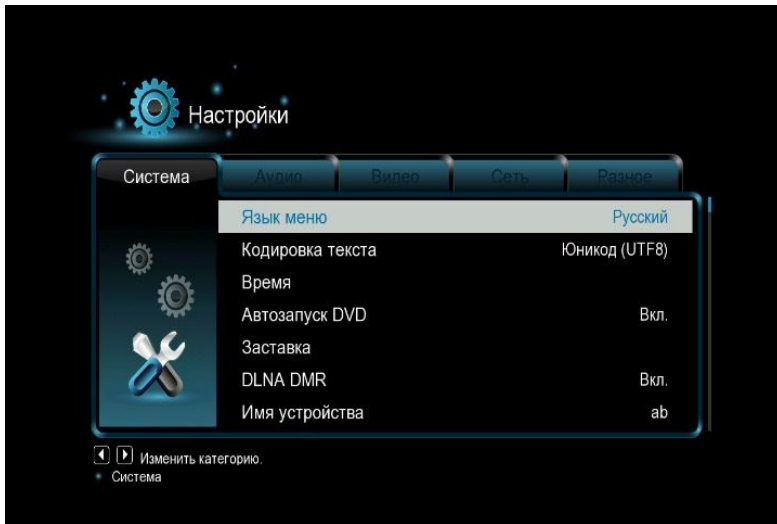 Настройки
Система Аудио Видео Сеть Разное
Язык меню Русский
Кодировка текста Юникод (UTF8)
Время
Автозапуск DVD Вкл.
Заставка
DLNA DMR Вкл.
Имя устройства ab
Изменить категорию.
Система